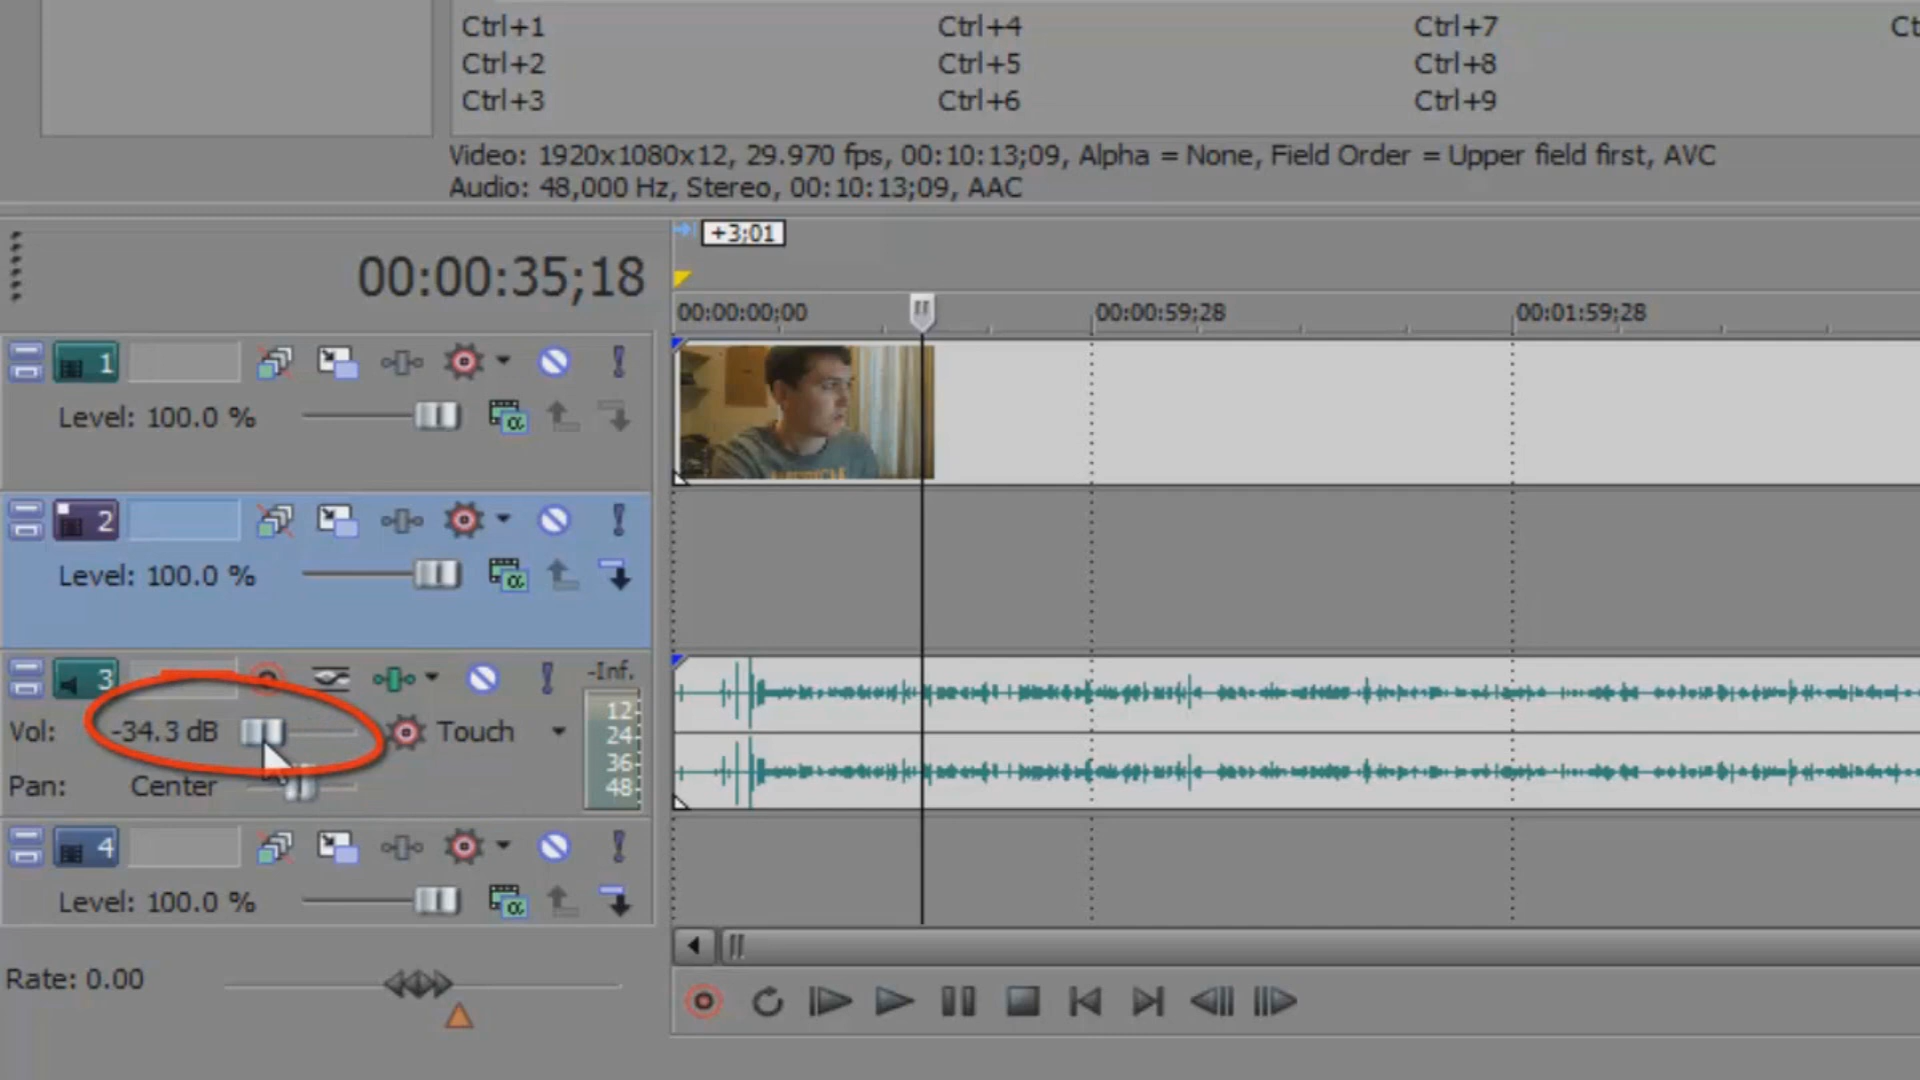 Ctrl+1 Ctrl+4 Ctrl+7 Ct
Ctrl+2 Ctrl+5 Ctrl+8
Ctrl+3 Ctrl+6 Ctrl+9
Video: 1920x1080x12, 29.970 fps, 00:10:13;09, Alpha = None, Field Order = Upper field first, AVC
Audio: 48,000 Hz, Stereo, 00:10:13;09, AAC
+3;01
00:00:35;18
00:00:00;00 00:00:59;28 00:01:59;28
1
Level: 100.0 %
2
Level: 100.0 %
3 -Inf.
12
Vol: -34.3 dB Touch 24
36
Pan: Center 48
4
Level: 100.0 %
Rate: 0.00